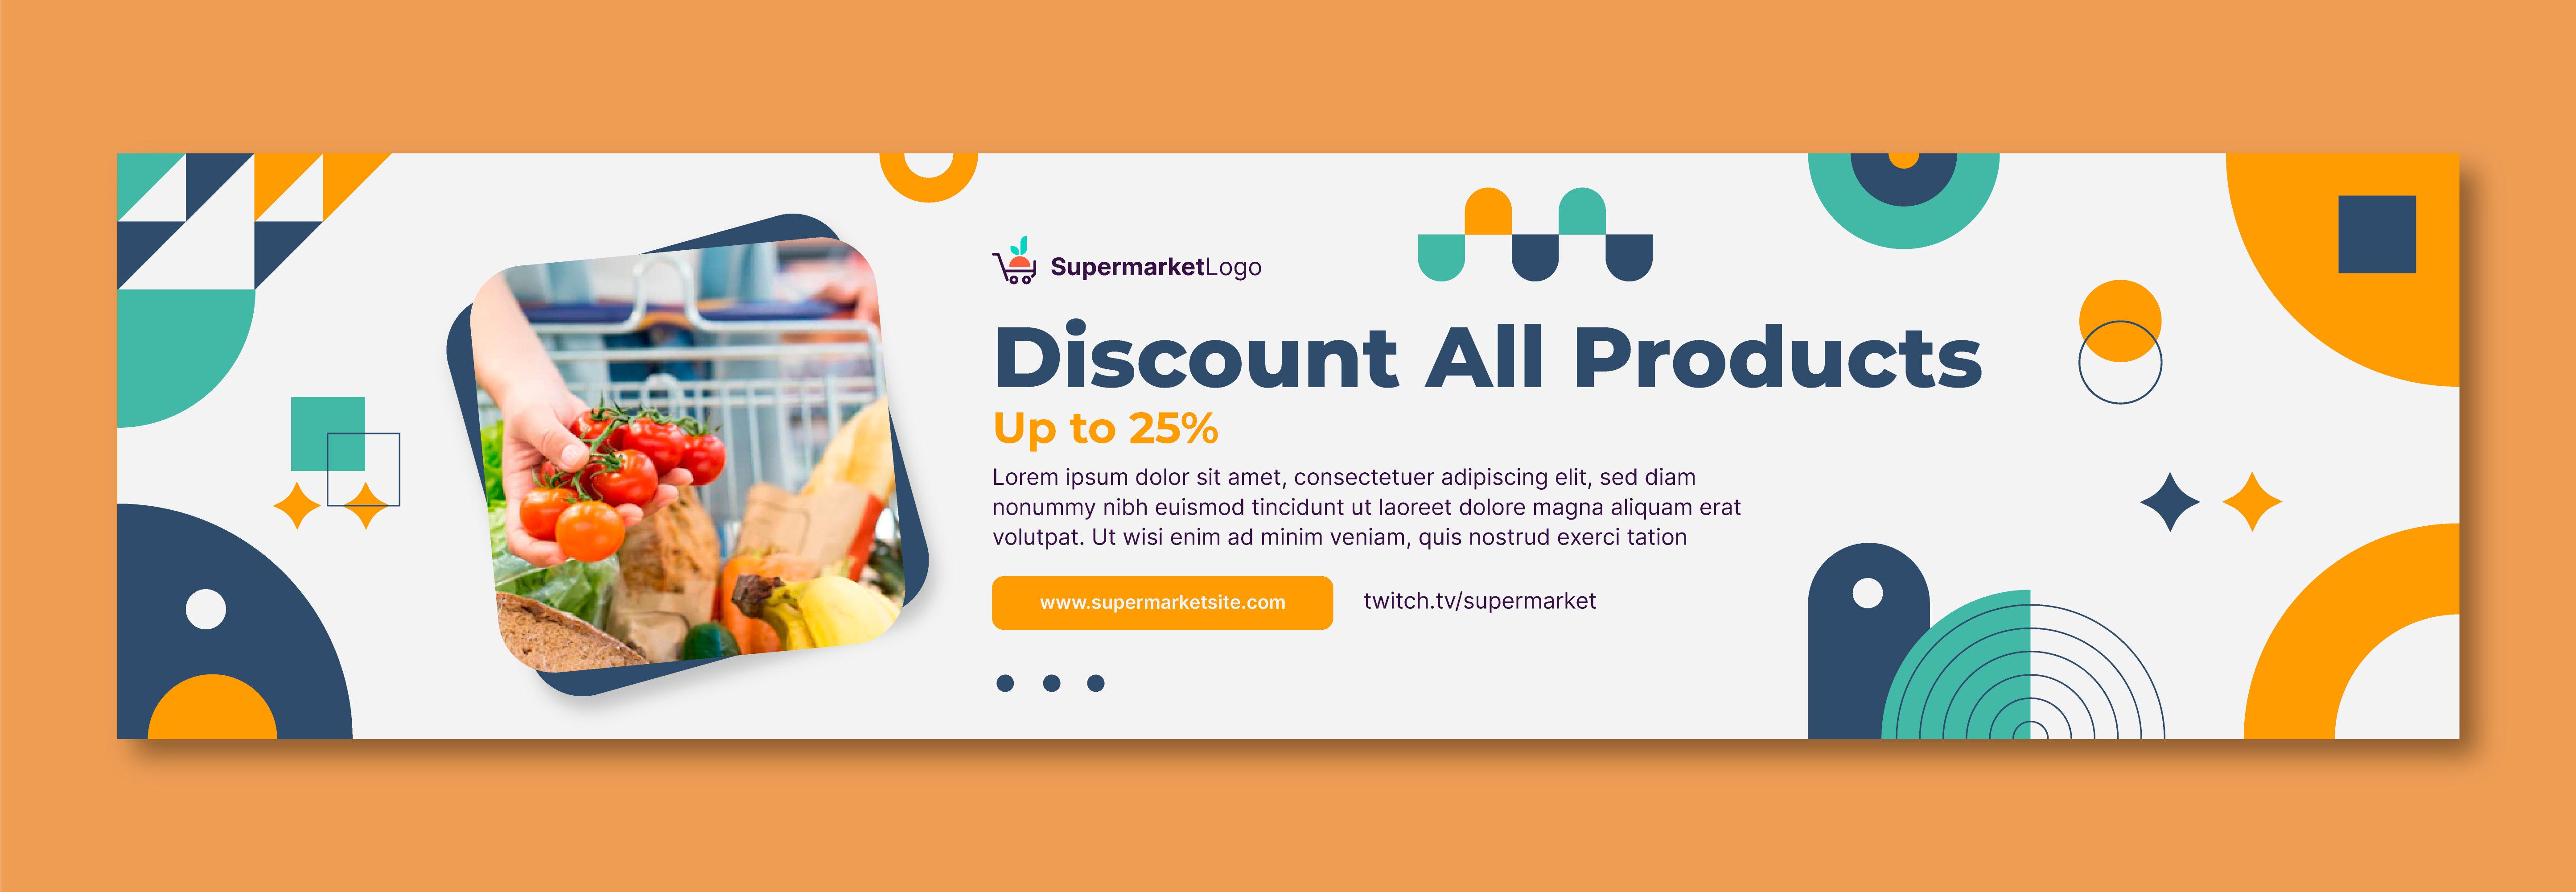 SupermarketLogo
Discount All Products
Up to 25%
Lorem ipsum dolor sit amet, consectetuer adipiscing elit, sed diam
nonummy nibh euismod tincidunt ut laoreet dolore magna aliquam erat
volutpat. Ut wisi enim ad minim veniam, quis nostrud exerci tation
www.supermarketsite.com
twitch.tv/supermarket